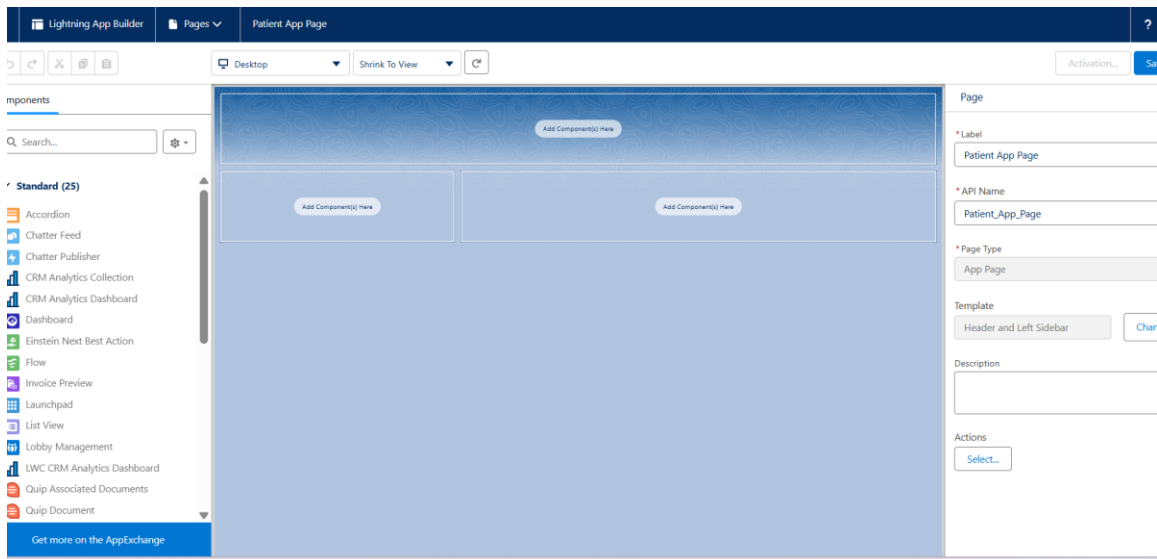 Lightning App Builder
Pages
Patient App Page
?
Desktop
Shrink To View
Activation...
Components
Search...
Standard (25)
Accordion
Chatter Feed
Chatter Publisher
CRM Analytics Collection
CRM Analytics Dashboard
Dashboard
Einstein Next Best Action
Flow
Invoice Preview
Launchpad
List View
Lobby Management
LWC CRM Analytics Dashboard
Quip Associated Documents
Quip Document
Get more on the AppExchange
Add Component(s) Here
Add Component(s) Here
Add Component(s) Here
Page
* Label
Patient App Page
* API Name
Patient_App_Page
* Page Type
App Page
Template
Header and Left Sidebar
Description
Actions
Select...